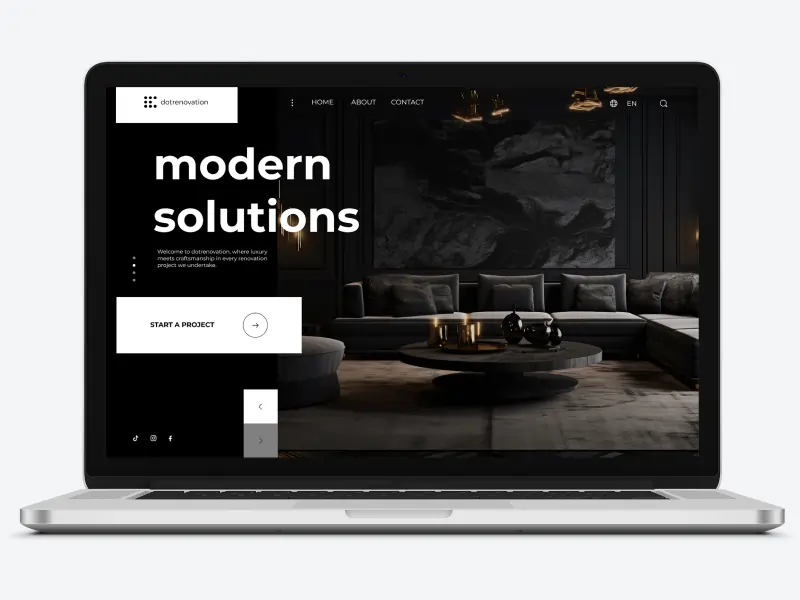 dotrenovation
HOME ABOUT CONTACT
EN
modern
solutions
Welcome to dotrenovation, where luxury
meets craftsmanship in every renovation
project we undertake.
START A PROJECT